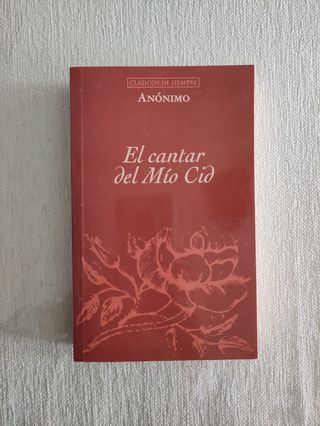 CLÁSICOS DE SIEMPRE
ANÓNIMO
El cantar
del Mío Cid